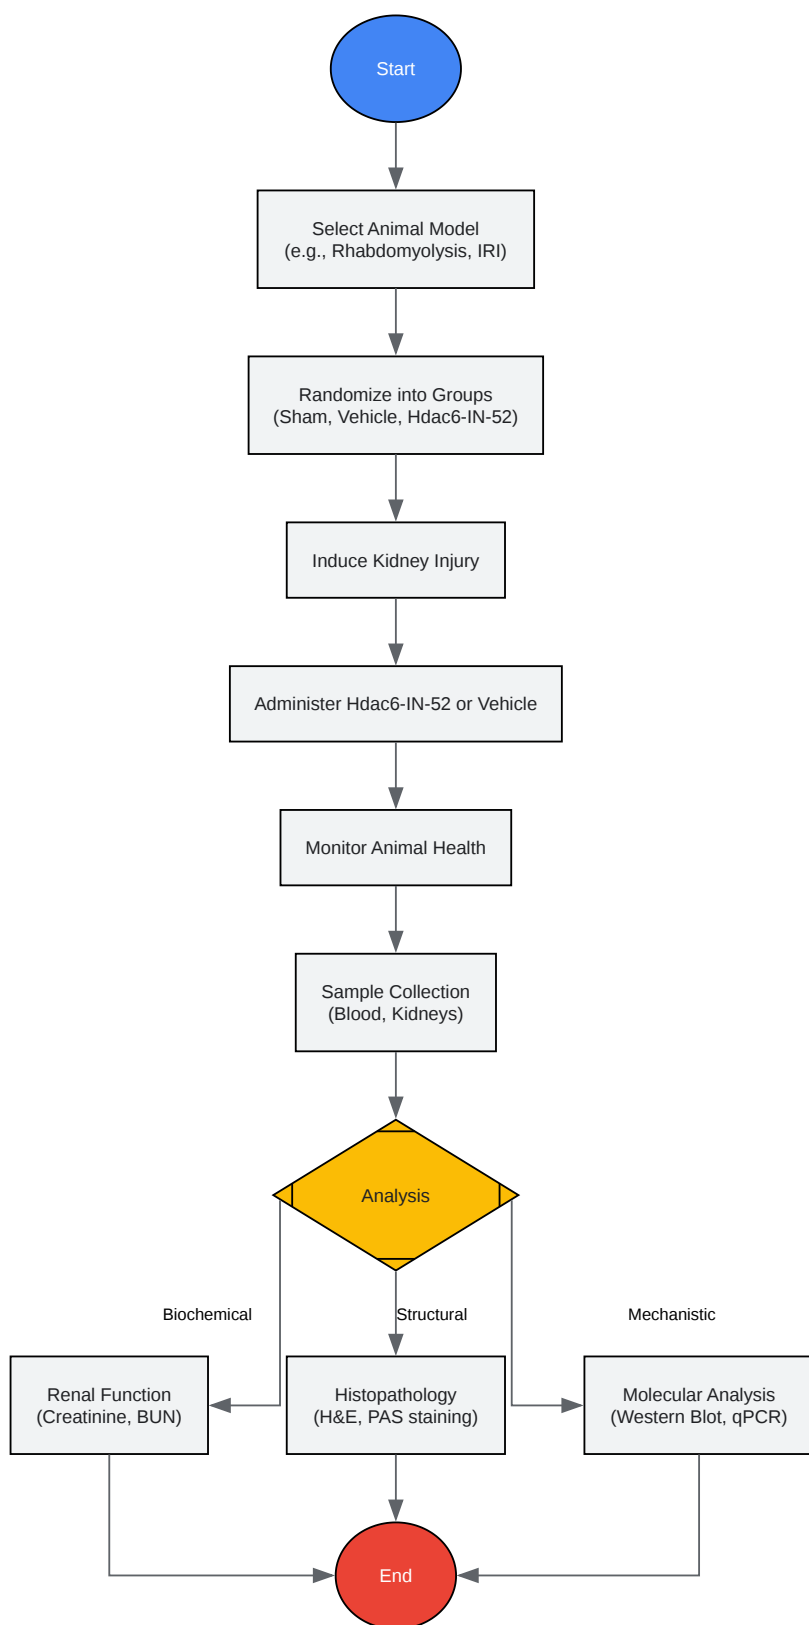 Start
Select Animal Model
(e.g., Rhabdomyolysis, IRI)
Randomize into Groups
(Sham, Vehicle, Hdac6-IN-52)
Induce Kidney Injury
Administer Hdac6-IN-52 or Vehicle
Monitor Animal Health
Sample Collection
(Blood, Kidneys)
Analysis
Biochemical
Structural
Mechanistic
Renal Function
(Creatinine, BUN)
Histopathology
(H&E, PAS staining)
Molecular Analysis
(Western Blot, qPCR)
End